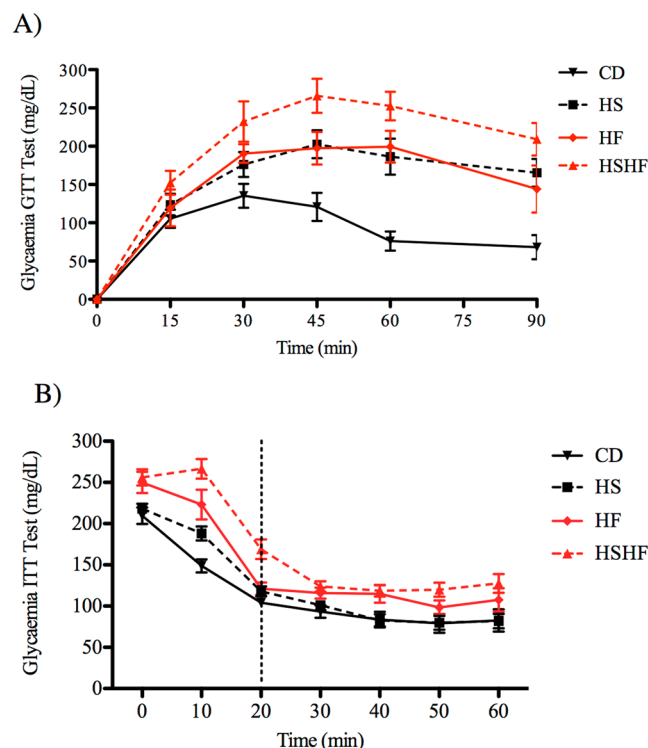 A)
Glycaemia GTT Test (mg/dL)
300
250
200
150
100
50
0
0 15 30 45 60 75 90
Time (min)
CD
HS
HF
HSHF
B)
Glycaemia ITT Test (mg/dL)
300
250
200
150
100
50
0
0 10 20 30 40 50 60
Time (min)
CD
HS
HF
HSHF